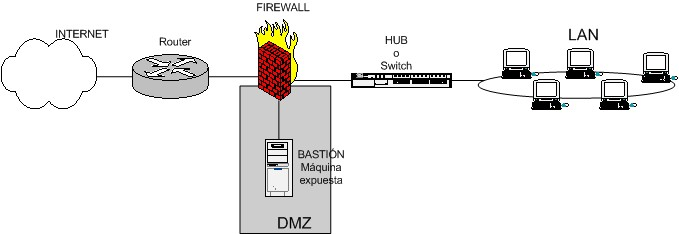 INTERNET
Router
FIREWALL
HUB
o
Switch
LAN
BASTIÓN
Máquina
expuesta
DMZ